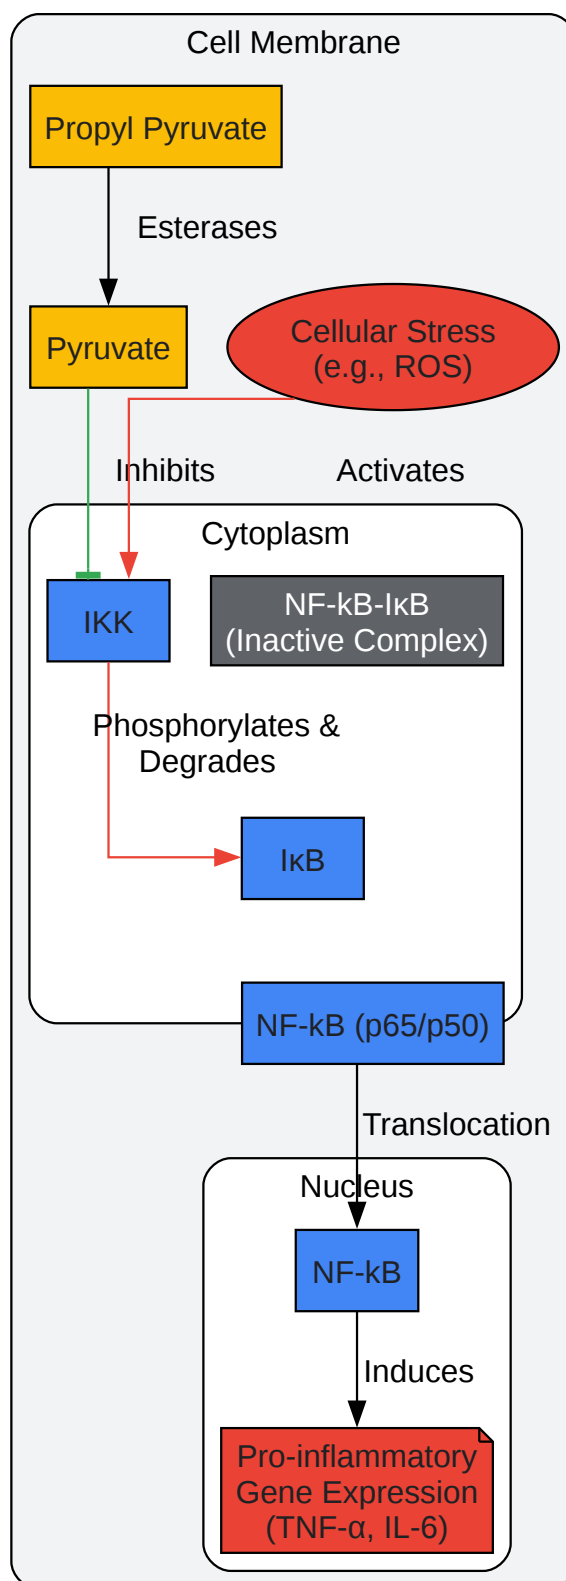 Cell Membrane
Propyl Pyruvate
Esterases
Pyruvate
Cellular Stress
(e.g., ROS)
Inhibits
Activates
Cytoplasm
IKK
NF-kB-IκB
(Inactive Complex)
Phosphorylates &
Degrades
IκB
NF-kB (p65/p50)
Translocation
Nucleus
NF-kB
Induces
Pro-inflammatory
Gene Expression
(TNF-α, IL-6)